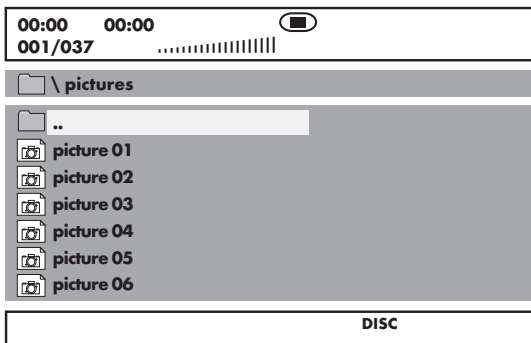 00:00 00:00
001/037
\ pictures
..
picture 01
picture 02
picture 03
picture 04
picture 05
picture 06
DISC